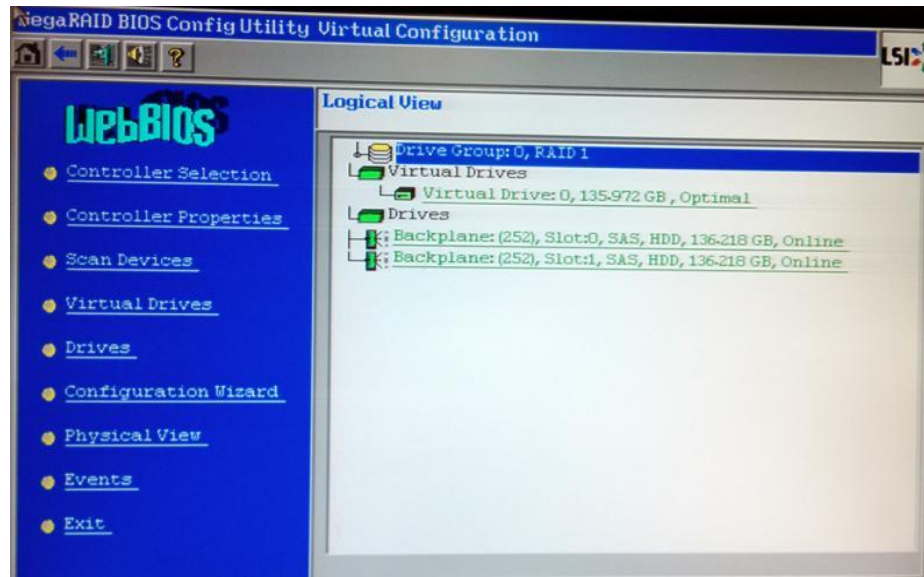 MegaRAID BIOS Config Utility Virtual Configuration
LSI
WebBIOS
Controller Selection
Controller Properties
Scan Devices
Virtual Drives
Drives
Configuration Wizard
Physical View
Events
Exit
Logical View
Drive Group: 0, RAID 1
Virtual Drives
Virtual Drive: 0, 135.972 GB, Optimal
Drives
Backplane: (252), Slot:0, SAS, HDD, 136.218 GB, Online
Backplane: (252), Slot:1, SAS, HDD, 136.218 GB, Online